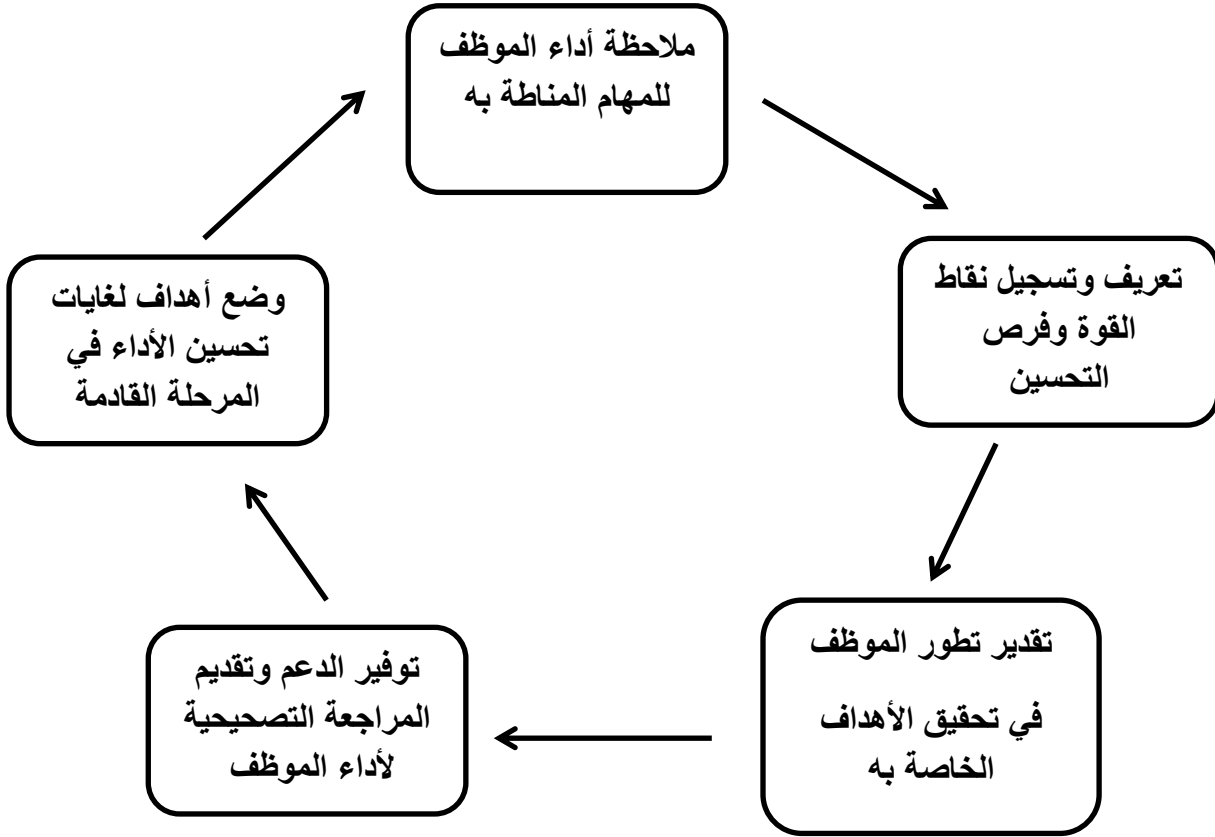 ملاحظة أداء الموظف
للمهام المناطة به
تعريف وتسجيل نقاط
القوة وفرص
التحسين
تقدير تطور الموظف
في تحقيق الأهداف
الخاصة به
توفير الدعم وتقديم
المراجعة التصحيحية
لأداء الموظف
وضع أهداف لغايات
تحسين الأداء في
المرحلة القادمة